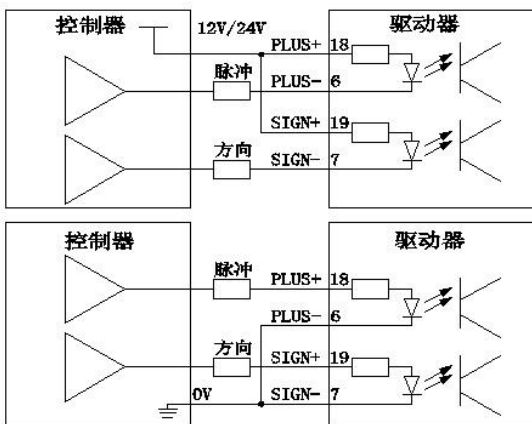 控制器 12V/24V 驱动器
PLUS+ 18
脉冲 PLUS- 6
SIGN+ 19
方向 SIGN- 7
控制器 驱动器
脉冲 PLUS+ 18
PLUS- 6
方向 SIGN+ 19
0V SIGN- 7